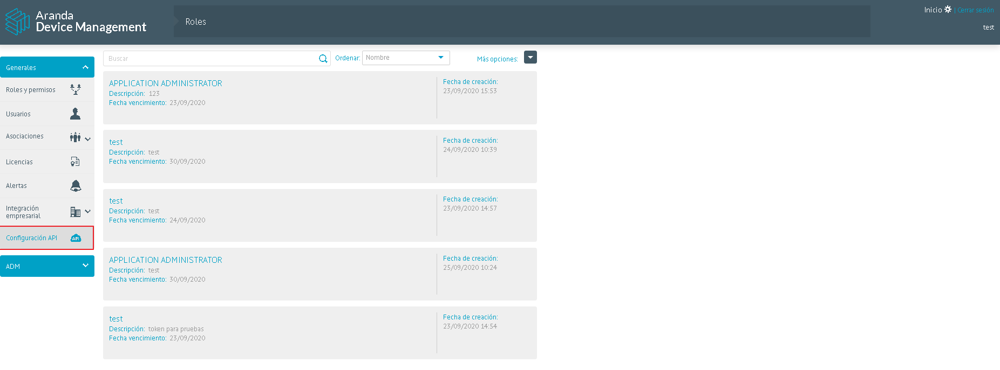 Aranda
Device Management
Roles
Inicio | Cerrar sesión
test
Generales
Roles y permisos
Usuarios
Asociaciones
Licencias
Alertas
Integración
empresarial
Configuración API
API
ADM
Buscar
Ordenar: Nombre
Más opciones:
APPLICATION ADMINISTRATOR
Descripción: 123
Fecha vencimiento: 23/09/2020
Fecha de creación:
23/09/2020 15:53
test
Descripción: test
Fecha vencimiento: 30/09/2020
Fecha de creación:
24/09/2020 10:39
test
Descripción: test
Fecha vencimiento: 24/09/2020
Fecha de creación:
23/09/2020 14:57
APPLICATION ADMINISTRATOR
Descripción: test
Fecha vencimiento: 30/09/2020
Fecha de creación:
25/09/2020 10:24
test
Descripción: token para pruebas
Fecha vencimiento: 23/09/2020
Fecha de creación:
23/09/2020 14:54